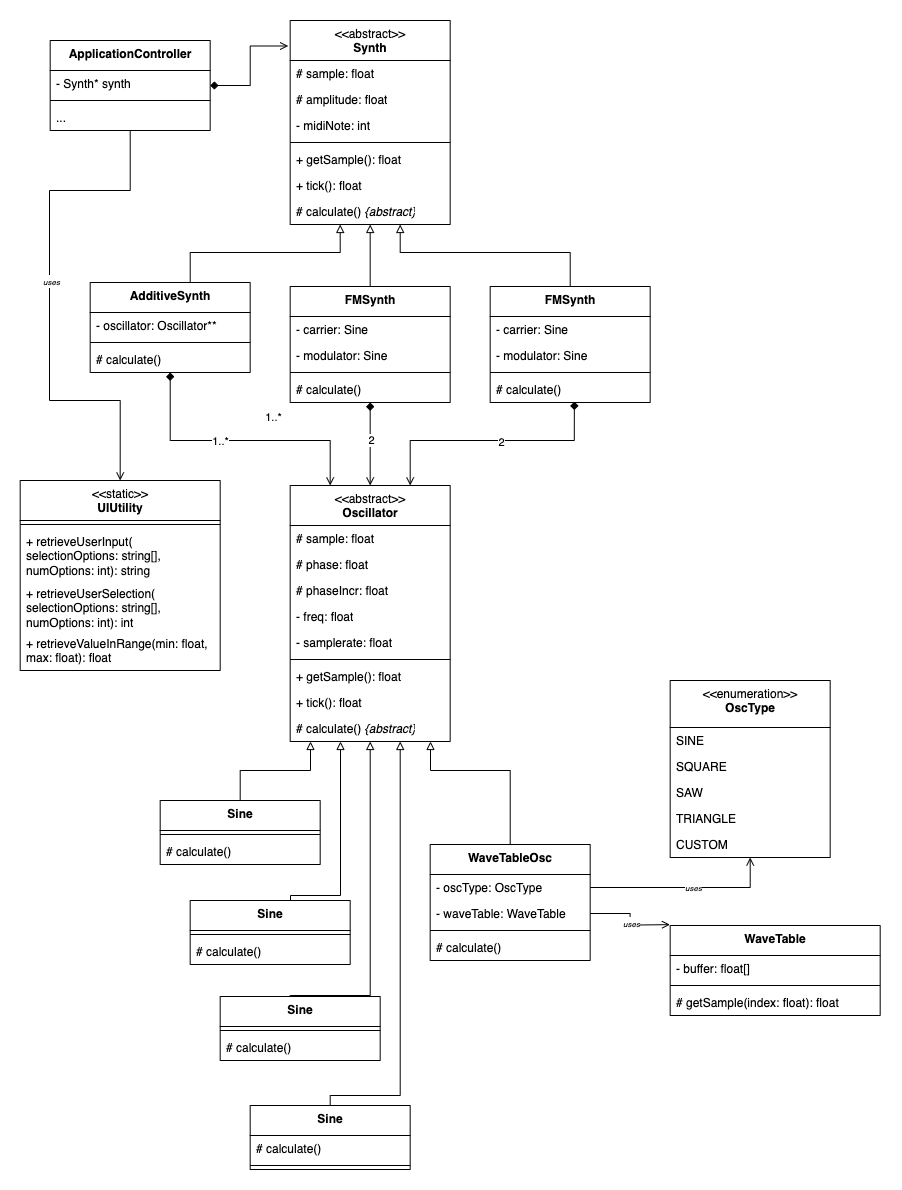 ApplicationController
- Synth* synth
...
<<abstract>>
Synth
# sample: float
# amplitude: float
- midiNote: int
+ getSample(): float
+ tick(): float
# calculate() {abstract}
uses
AdditiveSynth
- oscillator: Oscillator**
# calculate()
FMSynth
- carrier: Sine
- modulator: Sine
# calculate()
FMSynth
- carrier: Sine
- modulator: Sine
# calculate()
1..*
1..*
2
2
<<static>>
UIUtility
+ retrieveUserInput(
selectionOptions: string[],
numOptions: int): string
+ retrieveUserSelection(
selectionOptions: string[],
numOptions: int): int
+ retrieveValueInRange(min: float,
max: float): float
<<abstract>>
Oscillator
# sample: float
# phase: float
# phaseIncr: float
- freq: float
- samplerate: float
+ getSample(): float
+ tick(): float
# calculate() {abstract}
<<enumeration>>
OscType
SINE
SQUARE
SAW
TRIANGLE
CUSTOM
Sine
# calculate()
WaveTableOsc
- oscType: OscType
- waveTable: WaveTable
# calculate()
uses
uses
Sine
# calculate()
WaveTable
- buffer: float[]
# getSample(index: float): float
Sine
# calculate()
Sine
# calculate()